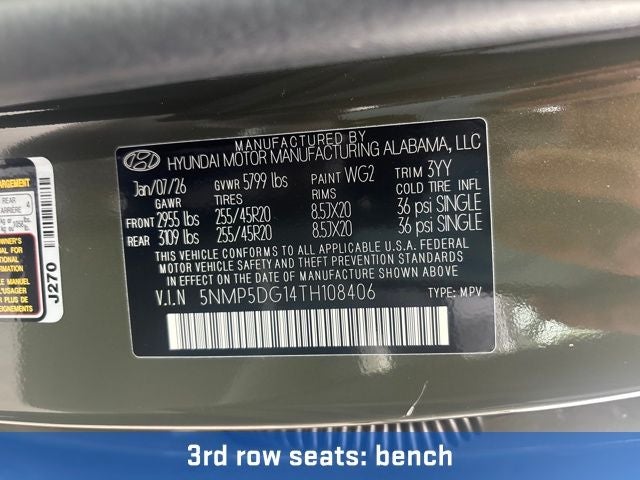 MANUFACTURED BY
HYUNDAI MOTOR MANUFACTURING ALABAMA, LLC
Jan/07/26 GVWR 5799 lbs PAINT WG2 TRIM 3YY
GAWR TIRES RIMS COLD TIRE INFL
FRONT 2955 lbs 255/45R20 8.5JX20 36 psi SINGLE
REAR 3109 lbs 255/45R20 8.5JX20 36 psi SINGLE
THIS VEHICLE CONFORMS TO ALL APPLICABLE U.S.A. FEDERAL
MOTOR VEHICLE SAFETY AND THEFT PREVENTION STANDARDS
IN EFFECT ON THE DATE OF MANUFACTURE SHOWN ABOVE.
V.I.N 5NMP5DG14TH108406 TYPE: MPV
REAR
J270
3rd row seats: bench